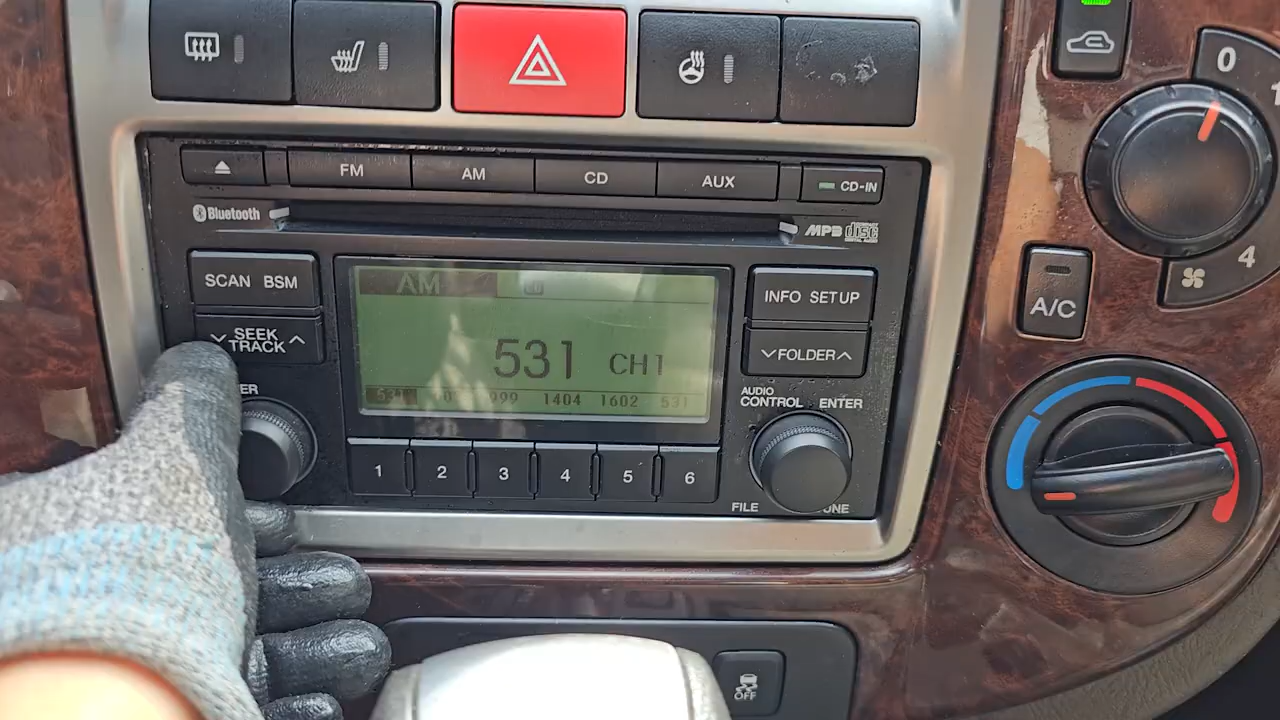 0
FM AM CD AUX CD-IN
Bluetooth MP3 disc
SCAN BSM
INFO SETUP
4
AM
A/C
SEEK
TRACK
FOLDER
531 CH1
AUDIO
CONTROL ENTER
999 1404 1602 531
1 2 3 4 5 6
FILE
OFF